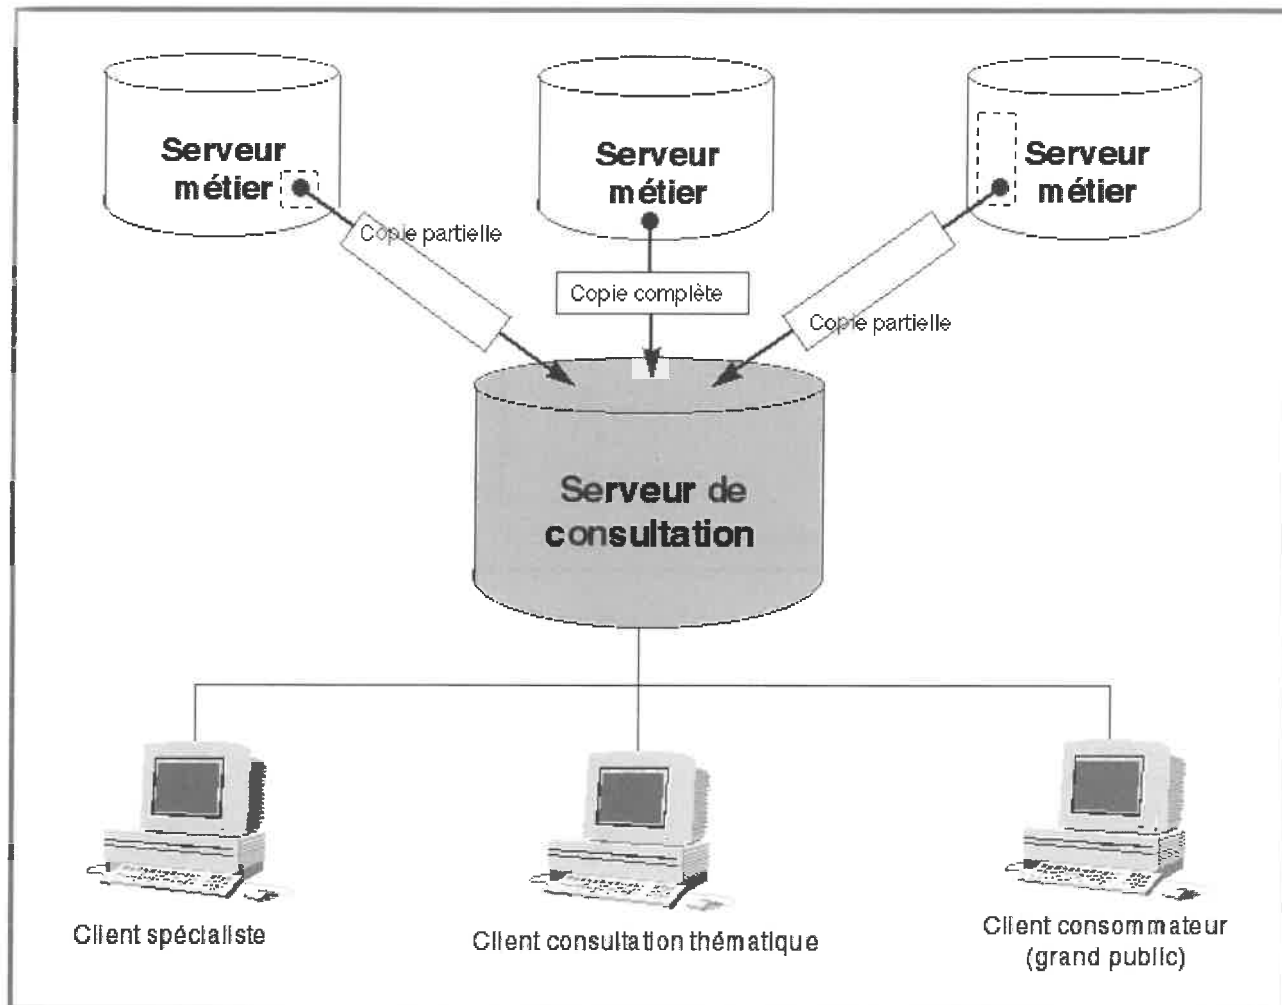 Serveur
métier
Serveur
métier
Serveur
métier
Copie partielle
Copie complète
Copie partielle
Serveur de
consultation
Client spécialiste
Client consultation thématique
Client consommateur
(grand public)